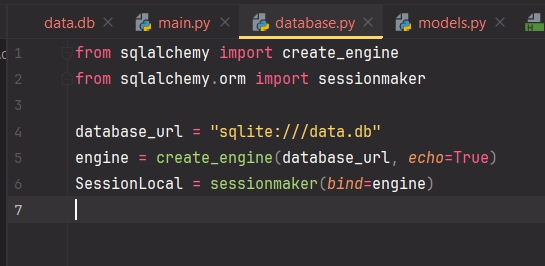 data.db main.py database.py models.py
1 from sqlalchemy import create_engine
2 from sqlalchemy.orm import sessionmaker
3
4 database_url = "sqlite:///data.db"
5 engine = create_engine(database_url, echo=True)
6 SessionLocal = sessionmaker(bind=engine)
7